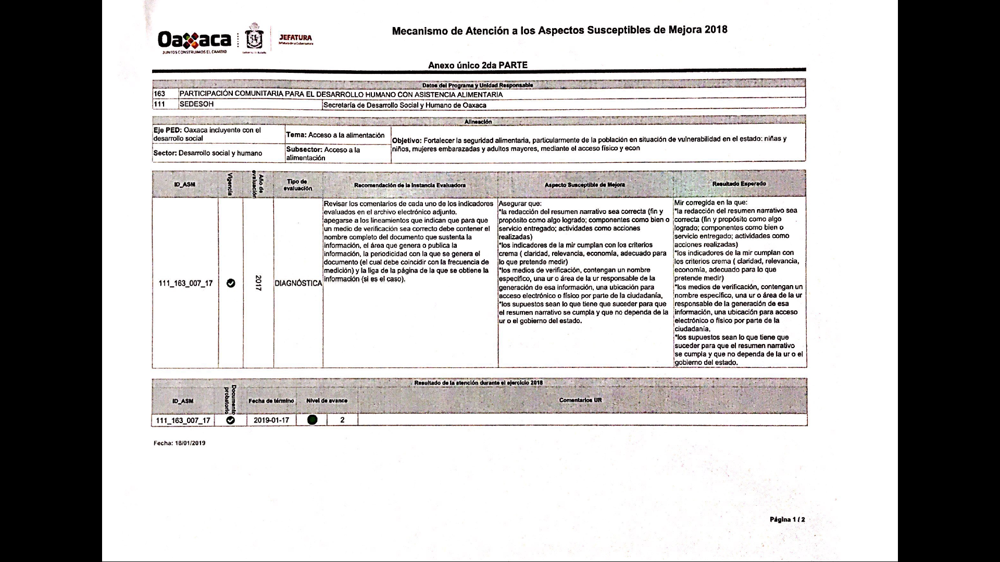 Oaxaca
JUNTOS CONSTRUIMOS EL CAMBIO
JEFATURA
Jefatura de la Gubernatura
Mecanismo de Atención a los Aspectos Susceptibles de Mejora 2018
Anexo único 2da PARTE
Datos del Programa y Unidad Responsable
163 PARTICIPACIÓN COMUNITARIA PARA EL DESARROLLO HUMANO CON ASISTENCIA ALIMENTARIA
111 SEDESOH Secretaría de Desarrollo Social y Humano de Oaxaca
Alineación
Eje PED: Oaxaca incluyente con el
desarrollo social
Tema: Acceso a la alimentación
Sector: Desarrollo social y humano
Subsector: Acceso a la
alimentación
Objetivo: Fortalecer la seguridad alimentaria, particularmente de la población en situación de vulnerabilidad en el estado: niñas y
niños, mujeres embarazadas y adultos mayores, mediante el acceso físico y econ
ID_ASM
Vigencia
Año de
evaluación
Tipo de
evaluación
Recomendación de la Instancia Evaluadora
Aspecto Susceptible de Mejora
Resultado Esperado
111_163_007_17
2017
DIAGNÓSTICA
Revisar los comentarios de cada uno de los indicadores
evaluados en el archivo electrónico adjunto.
apegarse a los lineamientos que indican que para que
un medio de verificación sea correcto debe contener el
nombre completo del documento que sustenta la
información, el área que genera o publica la
información, la periodicidad con la que se genera el
documento (el cual debe coincidir con la frecuencia de
medición) y la liga de la página de la que se obtiene la
información (si es el caso).
Asegurar que:
*la redacción del resumen narrativo sea correcta (fin y
propósito como algo logrado; componentes como bien o
servicio entregado; actividades como acciones
realizadas)
*los indicadores de la mir cumplan con los criterios
crema ( claridad, relevancia, economía, adecuado para
lo que pretende medir)
*los medios de verificación, contengan un nombre
específico, una ur o área de la ur responsable de la
generación de esa información, una ubicación para
acceso electrónico o físico por parte de la ciudadanía,
*los supuestos sean lo que tiene que suceder para que
el resumen narrativo se cumpla y que no dependa de la
ur o el gobierno del estado.
Mir corregida en la que:
*la redacción del resumen narrativo sea
correcta (fin y propósito como algo
logrado; componentes como bien o
servicio entregado; actividades como
acciones realizadas)
*los indicadores de la mir cumplan con
los criterios crema ( claridad, relevancia,
economía, adecuado para lo que
pretende medir)
*los medios de verificación, contengan un
nombre específico, una ur o área de la ur
responsable de la generación de esa
información, una ubicación para acceso
electrónico o físico por parte de la
ciudadanía,
*los supuestos sean lo que tiene que
suceder para que el resumen narrativo
se cumpla y que no dependa de la ur o el
gobierno del estado.
Resultado de la atención durante el ejercicio 2018
ID_ASM
Documento
probatorio
Fecha de término
Nivel de avance
Comentarios UR
111_163_007_17 2019-01-17 2
Fecha: 18/01/2019
Página 1 / 2